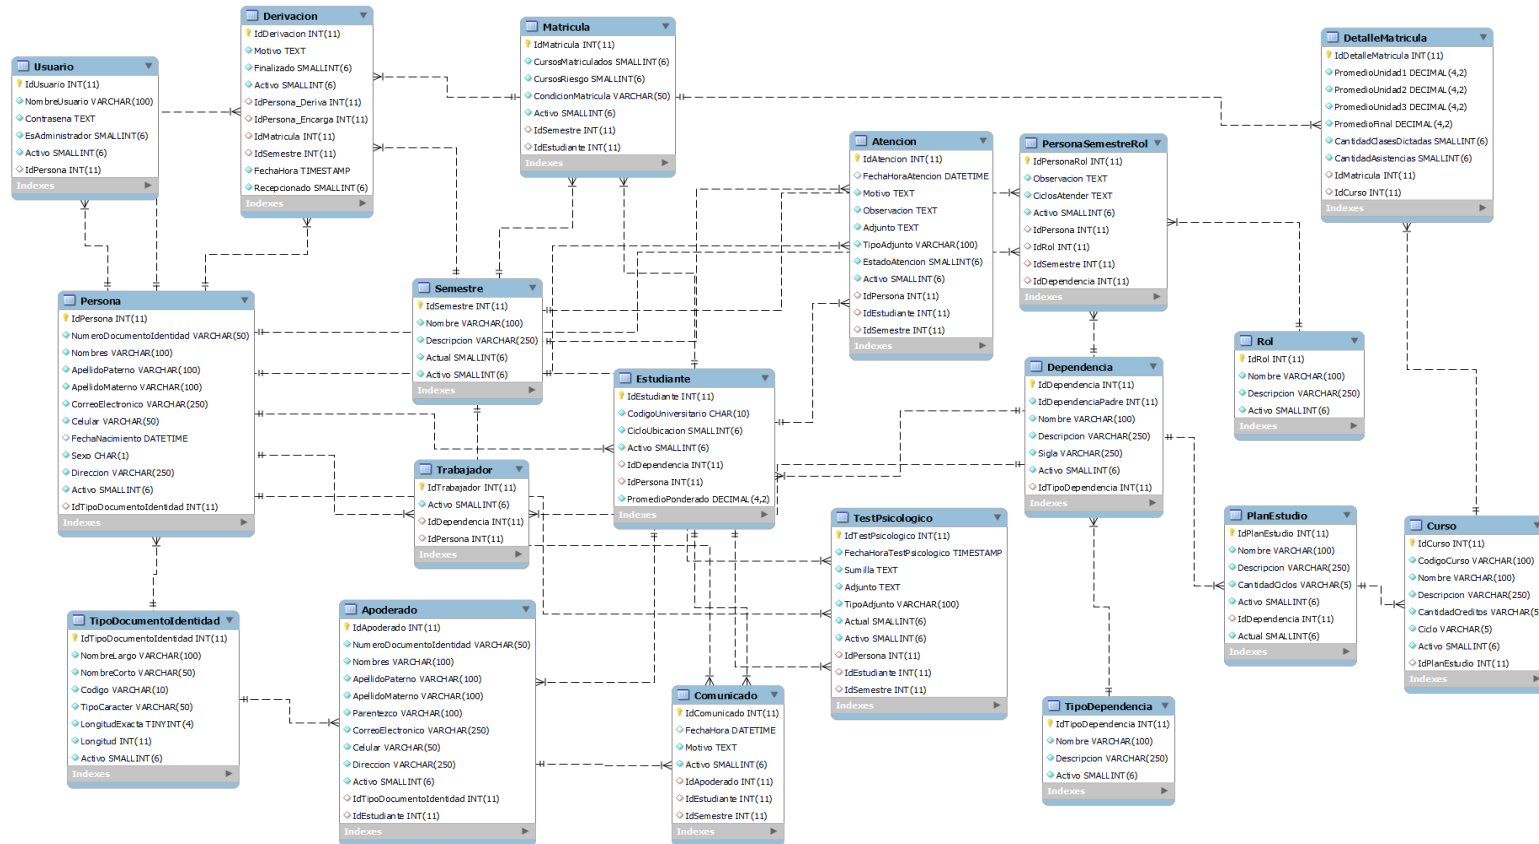 Usuario
IdUsuario INT(11)
NombreUsuario VARCHAR(100)
Contrasena TEXT
EsAdministrador SMALLINT(6)
Activo SMALLINT(6)
IdPersona INT(11)
Indexes
Derivacion
IdDerivacion INT(11)
Motivo TEXT
Finalizado SMALLINT(6)
Activo SMALLINT(6)
IdPersona_Deriva INT(11)
IdPersona_Encarga INT(11)
IdMatricula INT(11)
IdSemestre INT(11)
FechaHora TIMESTAMP
Recepcionado SMALLINT(6)
Indexes
Matricula
IdMatricula INT(11)
CursosMatriculados SMALLINT(6)
CursosRiesgo SMALLINT(6)
CondicionMatricula VARCHAR(50)
Activo SMALLINT(6)
IdSemestre INT(11)
IdEstudiante INT(11)
Indexes
DetalleMatricula
IdDetalleMatricula INT(11)
PromedioUnidad1 DECIMAL(4,2)
PromedioUnidad2 DECIMAL(4,2)
PromedioUnidad3 DECIMAL(4,2)
PromedioFinal DECIMAL(4,2)
CantidadClasesDictadas SMALLINT(6)
CantidadAsistencias SMALLINT(6)
IdMatricula INT(11)
IdCurso INT(11)
Indexes
Atencion
IdAtencion INT(11)
FechaHoraAtencion DATETIME
Motivo TEXT
Observacion TEXT
Adjunto TEXT
TipoAdjunto VARCHAR(100)
EstadoAtencion SMALLINT(6)
Activo SMALLINT(6)
IdPersona INT(11)
IdEstudiante INT(11)
IdSemestre INT(11)
Indexes
PersonaSemestreRol
IdPersonaRol INT(11)
Observacion TEXT
CiclosAtender TEXT
Activo SMALLINT(6)
IdPersona INT(11)
IdRol INT(11)
IdSemestre INT(11)
IdDependencia INT(11)
Indexes
Persona
IdPersona INT(11)
NumeroDocumentoIdentidad VARCHAR(50)
Nombres VARCHAR(100)
ApellidoPaterno VARCHAR(100)
ApellidoMaterno VARCHAR(100)
CorreoElectronico VARCHAR(250)
Celular VARCHAR(50)
FechaNacimiento DATETIME
Sexo CHAR(1)
Direccion VARCHAR(250)
Activo SMALLINT(6)
IdTipoDocumentoIdentidad INT(11)
Indexes
Semestre
IdSemestre INT(11)
Nombre VARCHAR(100)
Descripcion VARCHAR(250)
Actual SMALLINT(6)
Activo SMALLINT(6)
Indexes
Rol
IdRol INT(11)
Nombre VARCHAR(100)
Descripcion VARCHAR(250)
Activo SMALLINT(6)
Indexes
Estudiante
IdEstudiante INT(11)
CodigoUniversitario CHAR(10)
CicloUbicacion SMALLINT(6)
Activo SMALLINT(6)
IdDependencia INT(11)
IdPersona INT(11)
PromedioPonderado DECIMAL(4,2)
Indexes
Dependencia
IdDependencia INT(11)
IdDependenciaPadre INT(11)
Nombre VARCHAR(100)
Descripcion VARCHAR(250)
Sigla VARCHAR(250)
Activo SMALLINT(6)
IdTipoDependencia INT(11)
Indexes
Trabajador
IdTrabajador INT(11)
Activo SMALLINT(6)
IdDependencia INT(11)
IdPersona INT(11)
Indexes
TestPsicologico
IdTestPsicologico INT(11)
FechaHoraTestPsicologico TIMESTAMP
Sumilla TEXT
Adjunto TEXT
TipoAdjunto VARCHAR(100)
Actual SMALLINT(6)
Activo SMALLINT(6)
IdPersona INT(11)
IdEstudiante INT(11)
IdSemestre INT(11)
Indexes
PlanEstudio
IdPlanEstudio INT(11)
Nombre VARCHAR(100)
Descripcion VARCHAR(250)
CantidadCiclos VARCHAR(5)
Activo SMALLINT(6)
IdDependencia INT(11)
Actual SMALLINT(6)
Indexes
Curso
IdCurso INT(11)
CodigoCurso VARCHAR(100)
Nombre VARCHAR(100)
Descripcion VARCHAR(250)
CantidadCreditos VARCHAR(5
Ciclo VARCHAR(5)
Activo SMALLINT(6)
IdPlanEstudio INT(11)
Indexes
TipoDocumentoIdentidad
IdTipoDocumentoIdentidad INT(11)
NombreLargo VARCHAR(100)
NombreCorto VARCHAR(50)
Codigo VARCHAR(10)
TipoCaracter VARCHAR(50)
LongitudExacta TINYINT(4)
Longitud INT(11)
Activo SMALLINT(6)
Indexes
Apoderado
IdApoderado INT(11)
NumeroDocumentoIdentidad VARCHAR(50)
Nombres VARCHAR(100)
ApellidoPaterno VARCHAR(100)
ApellidoMaterno VARCHAR(100)
Parentezco VARCHAR(100)
CorreoElectronico VARCHAR(250)
Celular VARCHAR(50)
Direccion VARCHAR(250)
Activo SMALLINT(6)
IdTipoDocumentoIdentidad INT(11)
IdEstudiante INT(11)
Indexes
Comunicado
IdComunicado INT(11)
FechaHora DATETIME
Motivo TEXT
Activo SMALLINT(6)
IdApoderado INT(11)
IdEstudiante INT(11)
IdSemestre INT(11)
Indexes
TipoDependencia
IdTipoDependencia INT(11)
Nombre VARCHAR(100)
Descripcion VARCHAR(250)
Activo SMALLINT(6)
Indexes